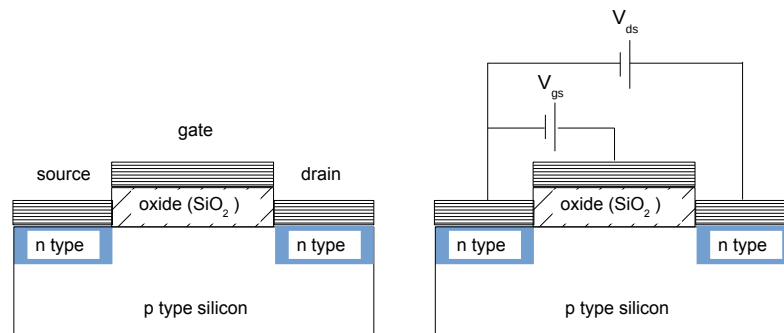 gate
source
drain
oxide (SiO2 )
n type
n type
p type silicon
Vds
Vgs
oxide (SiO2 )
n type
n type
p type silicon